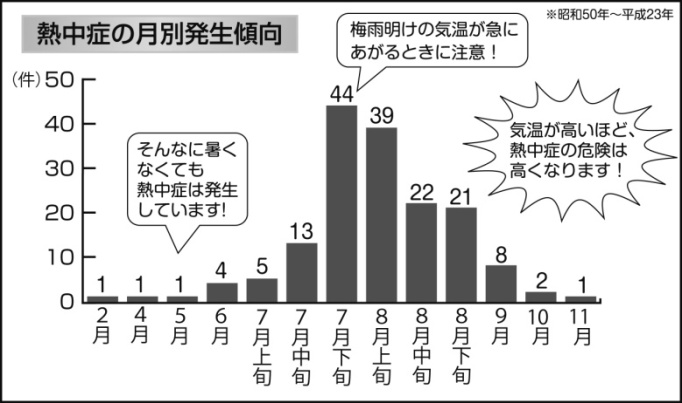 熱中症の月別発生傾向
※昭和50年～平成23年
梅雨明けの気温が急に
あがるときに注意！
気温が高いほど、
熱中症の危険は
高くなります！
そんなに暑く
なくても
熱中症は発生
しています!
(件)
50
40
30
20
10
0
1 1 1 4 5 13 44 39 22 21 8 2 1
2月 4月 5月 6月 7月上旬 7月中旬 7月下旬 8月上旬 8月中旬 8月下旬 9月 10月 11月